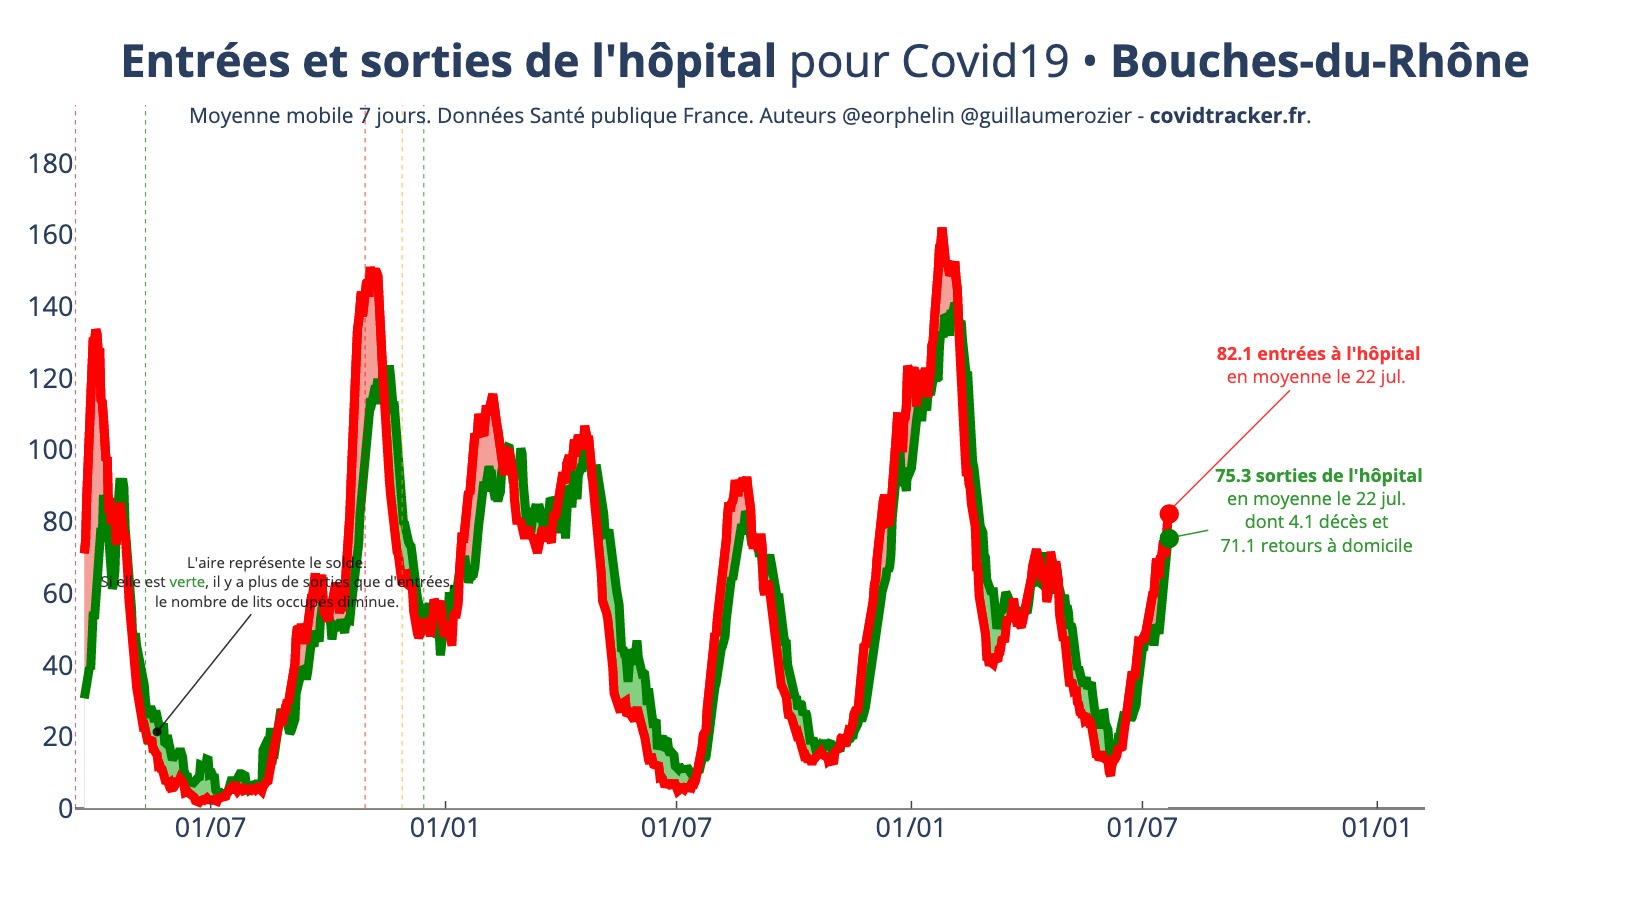 Entrées et sorties de l'hôpital pour Covid19 • Bouches-du-Rhône
Moyenne mobile 7 jours. Données Santé publique France. Auteurs @eorphelin @guillaumerozier - covidtracker.fr.
180
160
140
120
100
80
60
40
20
0
L'aire représente le solde.
Si elle est verte, il y a plus de sorties que d'entrées,
le nombre de lits occupés diminue.
82.1 entrées à l'hôpital
en moyenne le 22 jul.
75.3 sorties de l'hôpital
en moyenne le 22 jul.
dont 4.1 décès et
71.1 retours à domicile
01/07 01/01 01/07 01/01 01/07 01/01